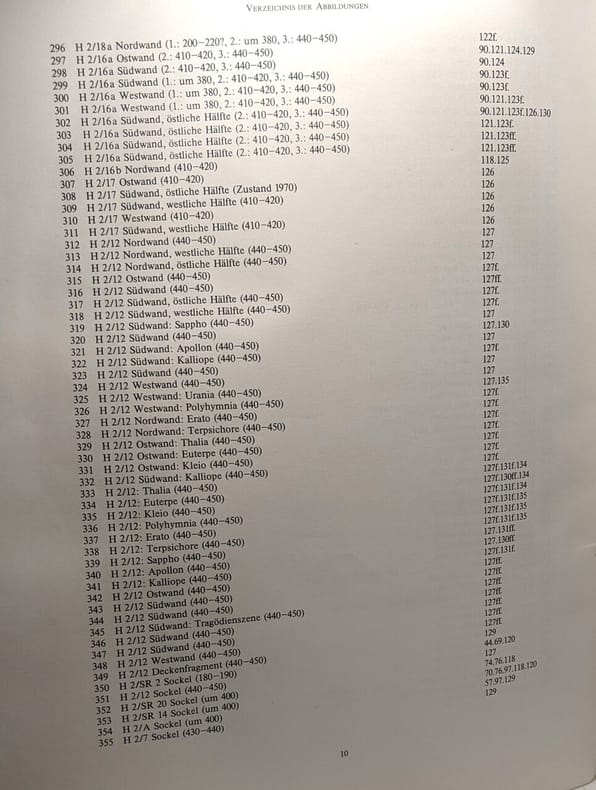 VERZEICHNIS DER ABBILDUNGEN
296 H 2/18a Nordwand (1.: 200–220?, 2.: um 380, 3.: 440–450) 122f.
297 H 2/16a Ostwand (2.: 410–420, 3.: 440–450) 90.121.124.129
298 H 2/16a Südwand (2.: 410–420, 3.: 440–450) 90.124
299 H 2/16a Südwand (1.: um 380, 2.: 410–420, 3.: 440–450) 90.123f.
300 H 2/16a Westwand (1.: um 380, 2.: 410–420, 3.: 440–450) 90.123f.
301 H 2/16a Westwand (1.: um 380, 2.: 410–420, 3.: 440–450) 90.121.123f.
302 H 2/16a Südwand, östliche Hälfte (2.: 410–420, 3.: 440–450) 90.121.123f.126.130
303 H 2/16a Südwand, östliche Hälfte (2.: 410–420, 3.: 440–450) 121.123f.
304 H 2/16a Südwand, östliche Hälfte (2.: 410–420, 3.: 440–450) 121.123ff.
305 H 2/16a Südwand, östliche Hälfte (2.: 410–420, 3.: 440–450) 121.123ff.
306 H 2/16b Nordwand (410–420) 118.125
307 H 2/17 Ostwand (410–420) 126
308 H 2/17 Südwand, östliche Hälfte (Zustand 1970) 126
309 H 2/17 Südwand, westliche Hälfte (410–420) 126
310 H 2/17 Westwand (410–420) 126
311 H 2/17 Südwand, westliche Hälfte (410–420) 126
312 H 2/12 Nordwand (440–450) 127
313 H 2/12 Nordwand, westliche Hälfte (440–450) 127
314 H 2/12 Nordwand, östliche Hälfte (440–450) 127
315 H 2/12 Ostwand (440–450) 127f.
316 H 2/12 Südwand (440–450) 127ff.
317 H 2/12 Südwand, östliche Hälfte (440–450) 127f.
318 H 2/12 Südwand, westliche Hälfte (440–450) 127f.
319 H 2/12 Südwand: Sappho (440–450) 127
320 H 2/12 Südwand (440–450) 127.130
321 H 2/12 Südwand: Apollon (440–450) 127
322 H 2/12 Südwand: Kalliope (440–450) 127f.
323 H 2/12 Südwand (440–450) 127
324 H 2/12 Westwand (440–450) 127
325 H 2/12 Westwand: Urania (440–450) 127.135
326 H 2/12 Westwand: Polyhymnia (440–450) 127f.
327 H 2/12 Nordwand: Erato (440–450) 127f.
328 H 2/12 Nordwand: Terpsichore (440–450) 127f.
329 H 2/12 Ostwand: Thalia (440–450) 127f.
330 H 2/12 Ostwand: Euterpe (440–450) 127f.
331 H 2/12 Ostwand: Kleio (440–450) 127f.
332 H 2/12 Südwand: Kalliope (440–450) 127f.
333 H 2/12: Thalia (440–450) 127f.131f.134
334 H 2/12: Euterpe (440–450) 127f.130ff.134
335 H 2/12: Kleio (440–450) 127f.131f.134
336 H 2/12: Polyhymnia (440–450) 127f.131f.135
337 H 2/12: Erato (440–450) 127f.131f.135
338 H 2/12: Terpsichore (440–450) 127f.131f.135
339 H 2/12: Sappho (440–450) 127.131ff.
340 H 2/12: Apollon (440–450) 127.130ff.
341 H 2/12: Kalliope (440–450) 127f.131f.
342 H 2/12 Ostwand (440–450) 127ff.
343 H 2/12 Südwand (440–450) 127ff.
344 H 2/12 Südwand (440–450) 127ff.
345 H 2/12 Südwand: Tragödienszene (440–450) 127ff.
346 H 2/12 Südwand (440–450) 127ff.
347 H 2/12 Südwand (440–450) 127ff.
348 H 2/12 Westwand (440–450) 127ff.
349 H 2/12 Deckenfragment (440–450) 129
350 H 2/SR 2 Sockel (180–190) 44.69.120
351 H 2/12 Sockel (440–450) 127
352 H 2/SR 20 Sockel (um 400) 74.76.118
353 H 2/SR 14 Sockel (um 400) 70.76.97.118.120
354 H 2/A Sockel (um 400) 57.97.129
355 H 2/7 Sockel (430–440) 129
10